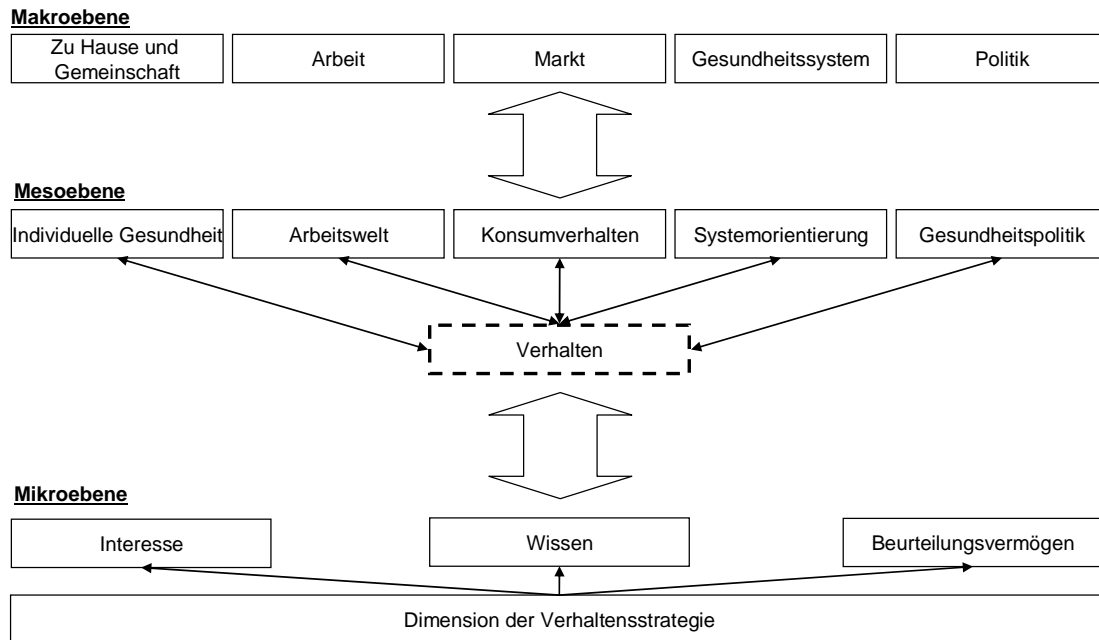 Makroebene
Zu Hause und
Gemeinschaft
Arbeit
Markt
Gesundheitssystem
Politik
Mesoebene
Individuelle Gesundheit
Arbeitswelt
Konsumverhalten
Systemorientierung
Gesundheitspolitik
Verhalten
Mikroebene
Interesse
Wissen
Beurteilungsvermögen
Dimension der Verhaltensstrategie